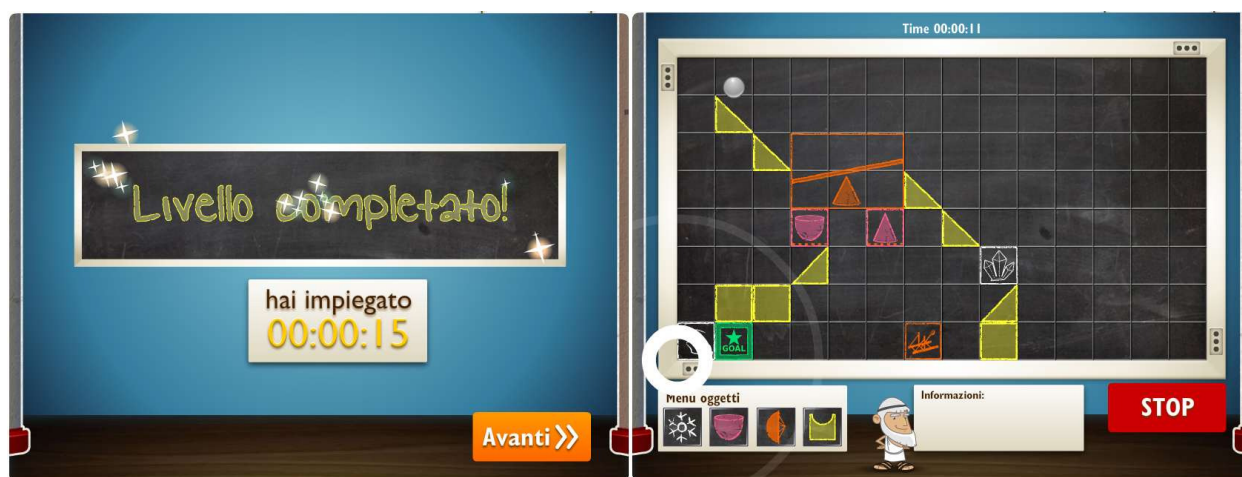 Livello completato!
hai impiegato
00:00:15
Avanti
Time 00:00:11
GOAL
Menu oggetti
Informazioni:
STOP